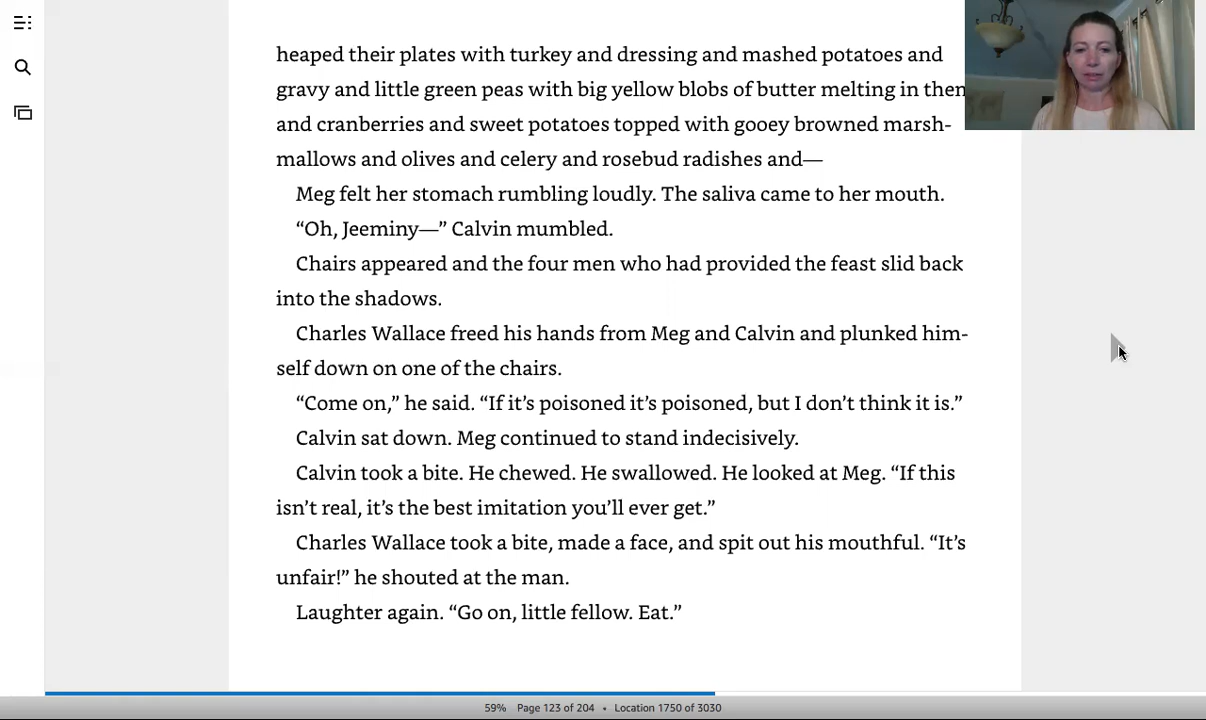 heaped their plates with turkey and dressing and mashed potatoes and
gravy and little green peas with big yellow blobs of butter melting in
and cranberries and sweet potatoes topped with gooey browned marsh-
mallows and olives and celery and rosebud radishes and—
Meg felt her stomach rumbling loudly. The saliva came to her mouth.
“Oh, Jeeminy—” Calvin mumbled.
Chairs appeared and the four men who had provided the feast slid back
into the shadows.
Charles Wallace freed his hands from Meg and Calvin and plunked him-
self down on one of the chairs.
“Come on,” he said. “If it’s poisoned it’s poisoned, but I don’t think it is.”
Calvin sat down. Meg continued to stand indecisively.
Calvin took a bite. He chewed. He swallowed. He looked at Meg. “If this
isn’t real, it’s the best imitation you’ll ever get.”
Charles Wallace took a bite, made a face, and spit out his mouthful. “It’s
unfair!” he shouted at the man.
Laughter again. “Go on, little fellow. Eat.”
59% Page 123 of 204 • Location 1750 of 3030